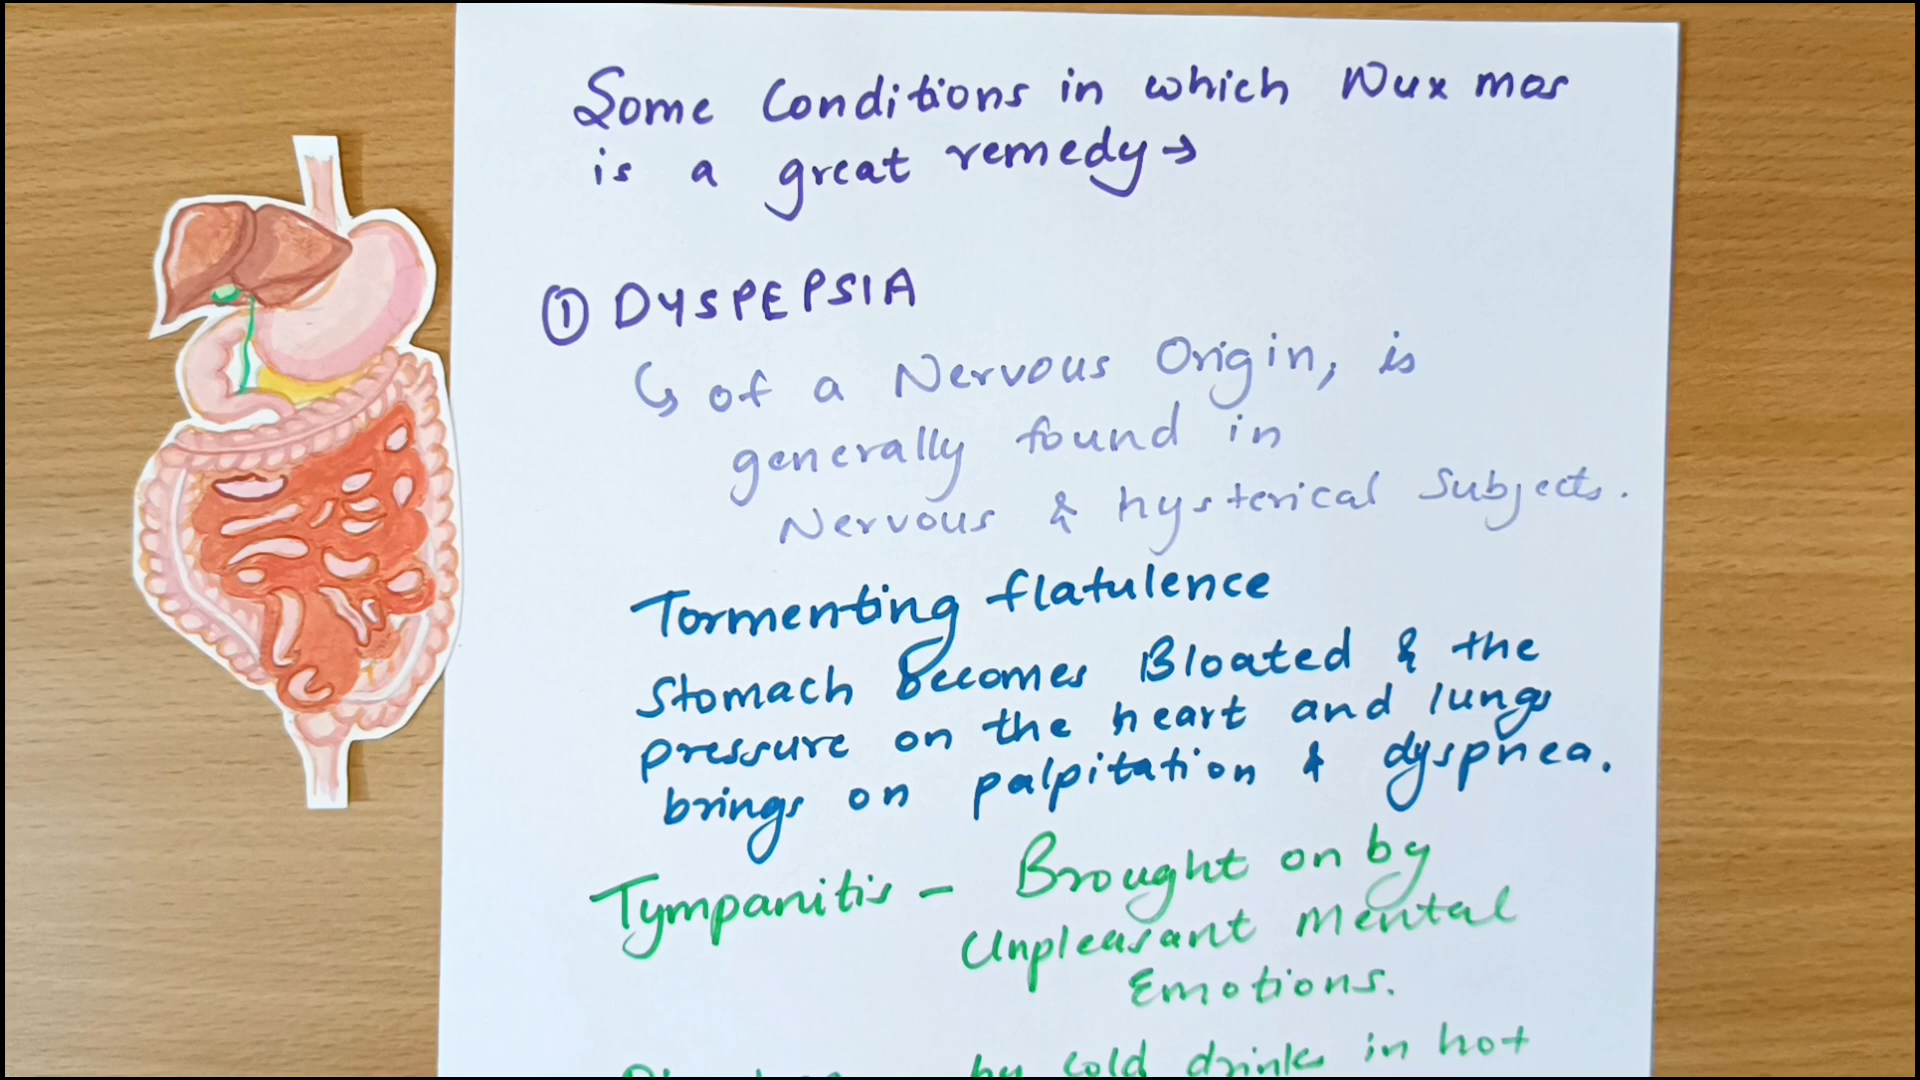 Some Conditions in which Nux mos
is a great remedy →
① DYSPEPSIA
↳ of a Nervous Origin, is
generally found in
Nervous & hysterical Subjects.
Tormenting flatulence
Stomach becomes Bloated & the
pressure on the heart and lungs
brings on palpitation & dyspnea.
Tympanitis - Brought on by
Unpleasant Mental
Emotions.
by cold drinks in hot